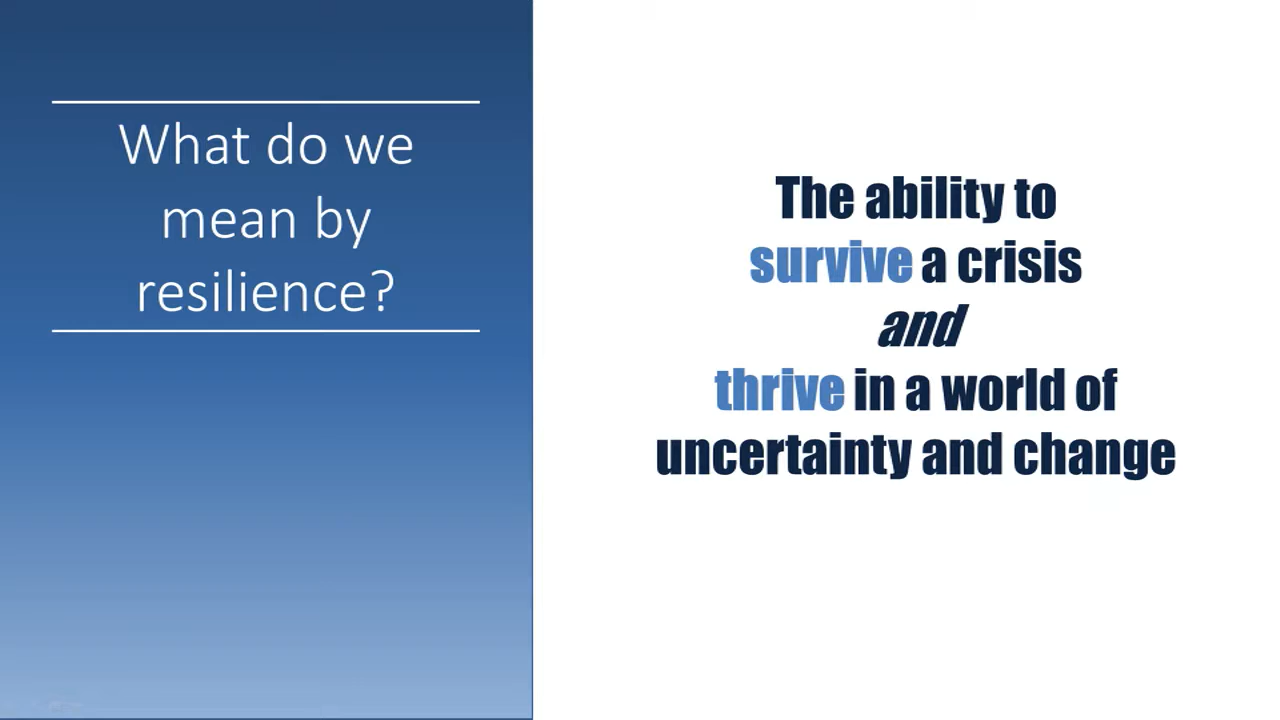 What do we
mean by
resilience?
The ability to
survive a crisis
and
thrive in a world of
uncertainty and change